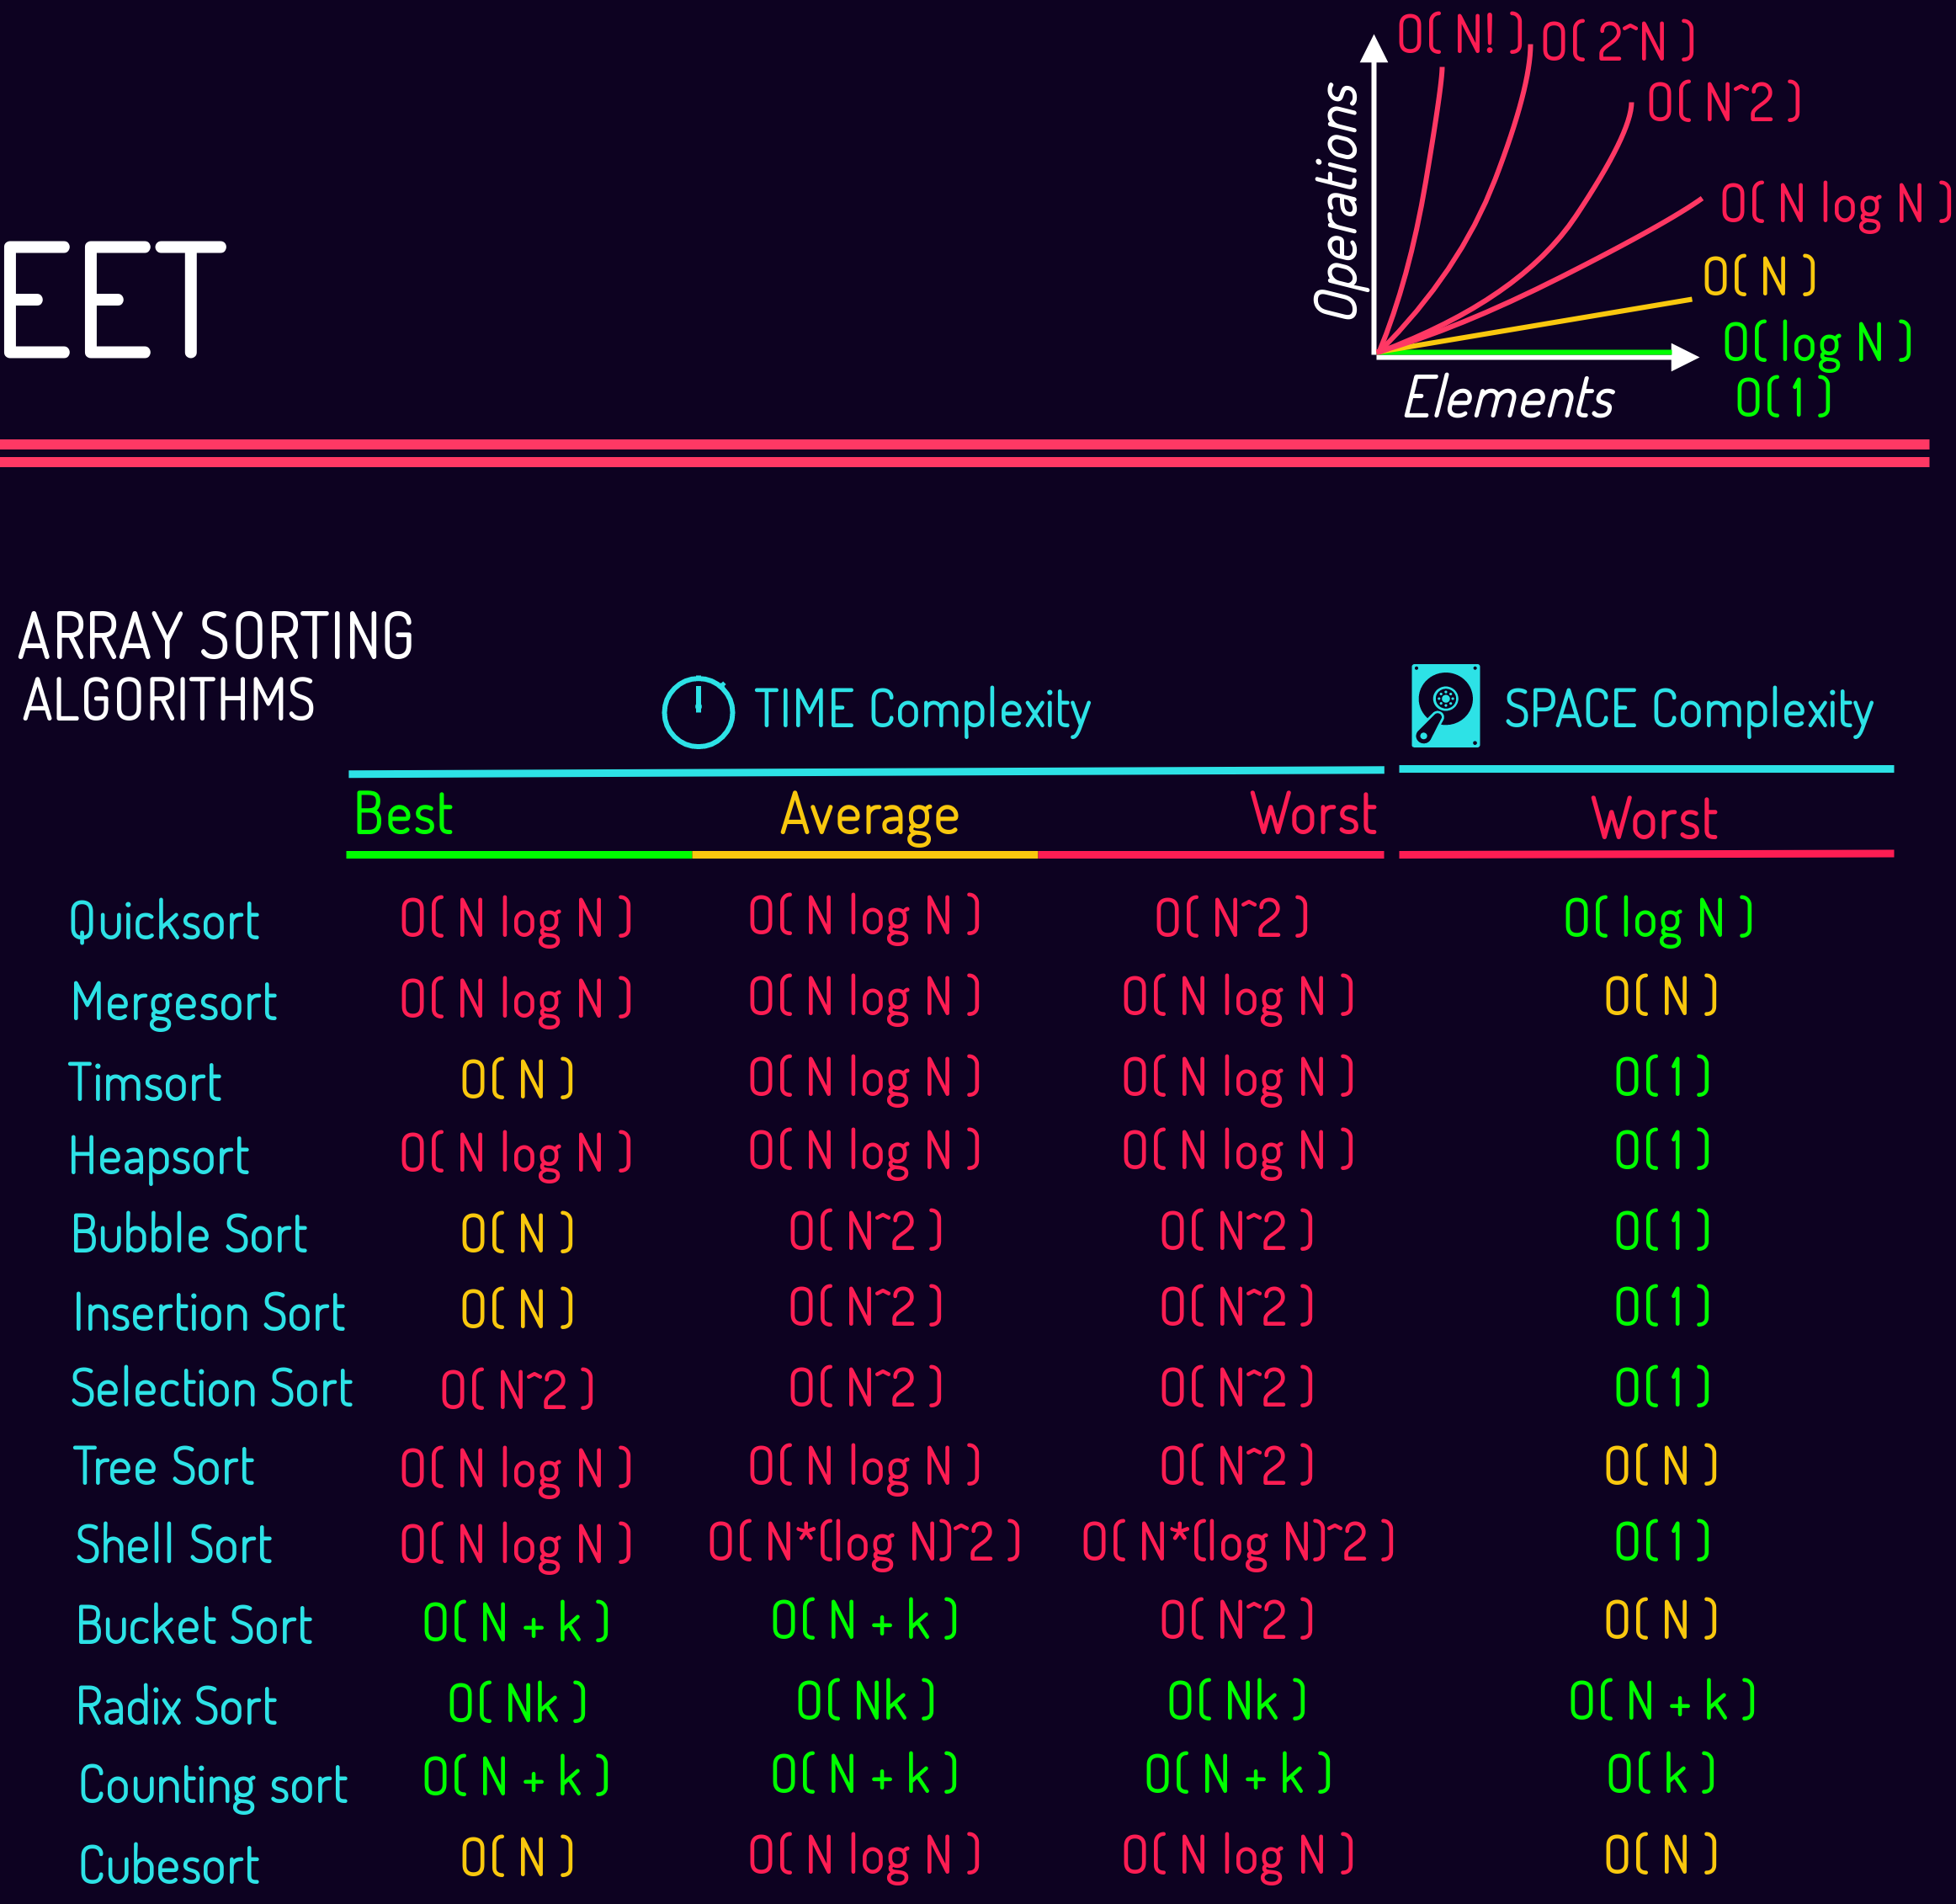 O( N! )
O( 2^N )
O( N^2 )
O( N log N )
O( N )
O( log N )
O( 1 )
Operations
Elements
EET
ARRAY SORTING
ALGORITHMS
TIME Complexity
SPACE Complexity
Best Average Worst Worst
Quicksort O( N log N ) O( N log N ) O( N^2 ) O( log N )
Mergesort O( N log N ) O( N log N ) O( N log N ) O( N )
Timsort O( N ) O( N log N ) O( N log N ) O( 1 )
Heapsort O( N log N ) O( N log N ) O( N log N ) O( 1 )
Bubble Sort O( N ) O( N^2 ) O( N^2 ) O( 1 )
Insertion Sort O( N ) O( N^2 ) O( N^2 ) O( 1 )
Selection Sort O( N^2 ) O( N^2 ) O( N^2 ) O( 1 )
Tree Sort O( N log N ) O( N log N ) O( N^2 ) O( N )
Shell Sort O( N log N ) O( N*(log N)^2 ) O( N*(log N)^2 ) O( 1 )
Bucket Sort O( N + k ) O( N + k ) O( N^2 ) O( N )
Radix Sort O( Nk ) O( Nk ) O( Nk ) O( N + k )
Counting sort O( N + k ) O( N + k ) O( N + k ) O( k )
Cubesort O( N ) O( N log N ) O( N log N ) O( N )